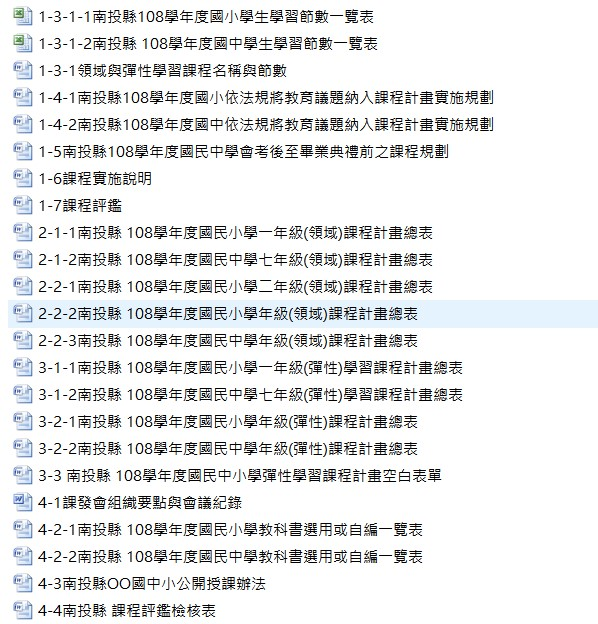 1-3-1-1南投縣108學年度國小學生學習節數一覽表
1-3-1-2南投縣 108學年度國中學生學習節數一覽表
1-3-1領域與彈性學習課程名稱與節數
1-4-1南投縣108學年度國小依法規將教育議題納入課程計畫實施規劃
1-4-2南投縣108學年度國中依法規將教育議題納入課程計畫實施規劃
1-5南投縣108學年度國民中學會考後至畢業典禮前之課程規劃
1-6課程實施說明
1-7課程評鑑
2-1-1南投縣 108學年度國民小學一年級(領域)課程計畫總表
2-1-2南投縣 108學年度國民中學七年級(領域)課程計畫總表
2-2-1南投縣 108學年度國民小學二年級(領域)課程計畫總表
2-2-2南投縣 108學年度國民小學年級(領域)課程計畫總表
2-2-3南投縣 108學年度國民中學年級(領域)課程計畫總表
3-1-1南投縣 108學年度國民小學一年級(彈性)學習課程計畫總表
3-1-2南投縣 108學年度國民中學七年級(彈性)學習課程計畫總表
3-2-1南投縣 108學年度國民小學年級(彈性)課程計畫總表
3-2-2南投縣 108學年度國民中學年級(彈性)課程計畫總表
3-3 南投縣 108學年度國民中小學彈性學習課程計畫空白表單
4-1課發會組織要點與會議紀錄
4-2-1南投縣 108學年度國民小學教科書選用或自編一覽表
4-2-2南投縣 108學年度國民中學教科書選用或自編一覽表
4-3南投縣OO國中小公開授課辦法
4-4南投縣 課程評鑑檢核表